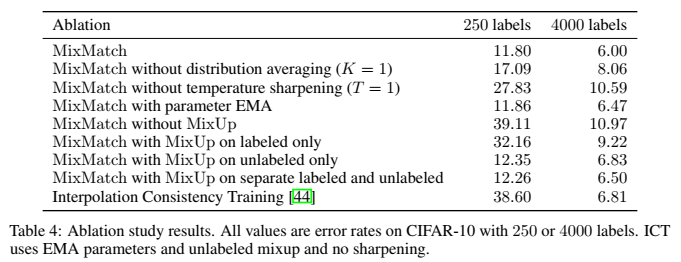 Ablation 250 labels 4000 labels
MixMatch 11.80 6.00
MixMatch without distribution averaging (K = 1) 17.09 8.06
MixMatch without temperature sharpening (T = 1) 27.83 10.59
MixMatch with parameter EMA 11.86 6.47
MixMatch without MixUp 39.11 10.97
MixMatch with MixUp on labeled only 32.16 9.22
MixMatch with MixUp on unlabeled only 12.35 6.83
MixMatch with MixUp on separate labeled and unlabeled 12.26 6.50
Interpolation Consistency Training [44] 38.60 6.81
Table 4: Ablation study results. All values are error rates on CIFAR-10 with 250 or 4000 labels. ICT
uses EMA parameters and unlabeled mixup and no sharpening.